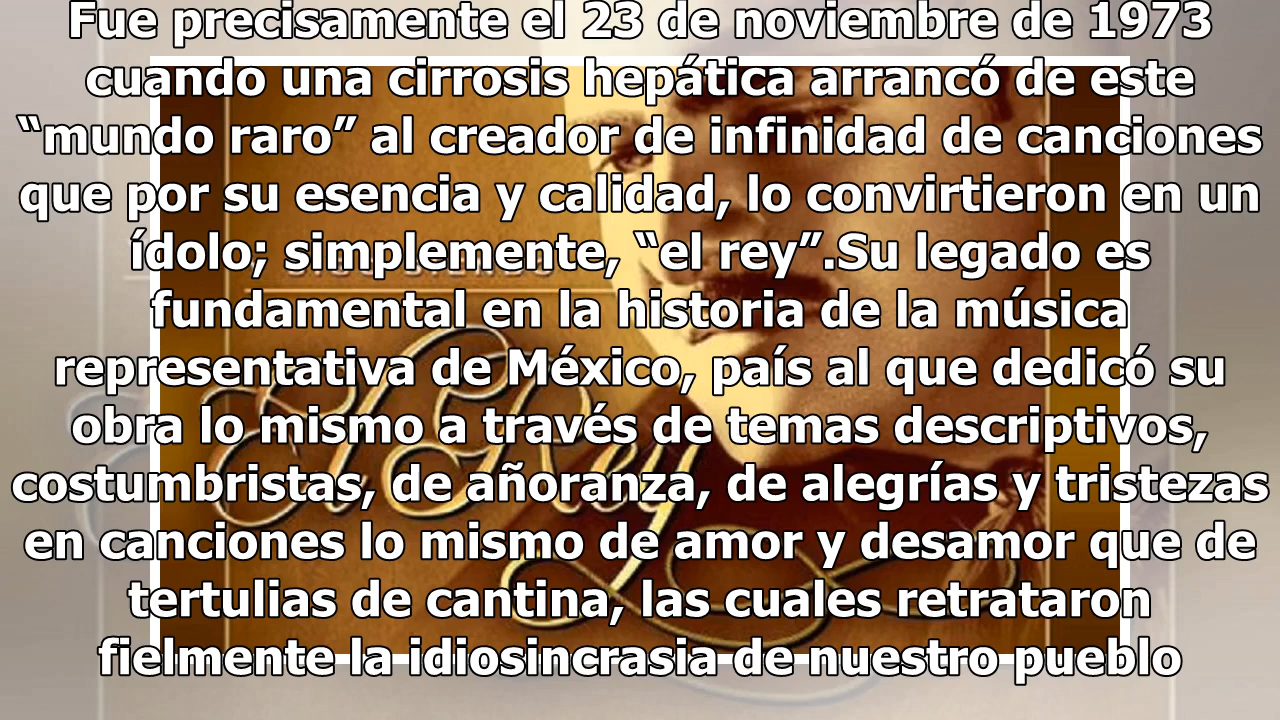 Fue precisamente el 23 de noviembre de 1973
cuando una cirrosis hepática arrancó de este
“mundo raro” al creador de infinidad de canciones
que por su esencia y calidad, lo convirtieron en un
ídolo; simplemente, “el rey”.Su legado es
fundamental en la historia de la música
representativa de México, país al que dedicó su
obra lo mismo a través de temas descriptivos,
costumbristas, de añoranza, de alegrías y tristezas
en canciones lo mismo de amor y desamor que de
tertulias de cantina, las cuales retrataron
fielmente la idiosincrasia de nuestro pueblo
El Rey